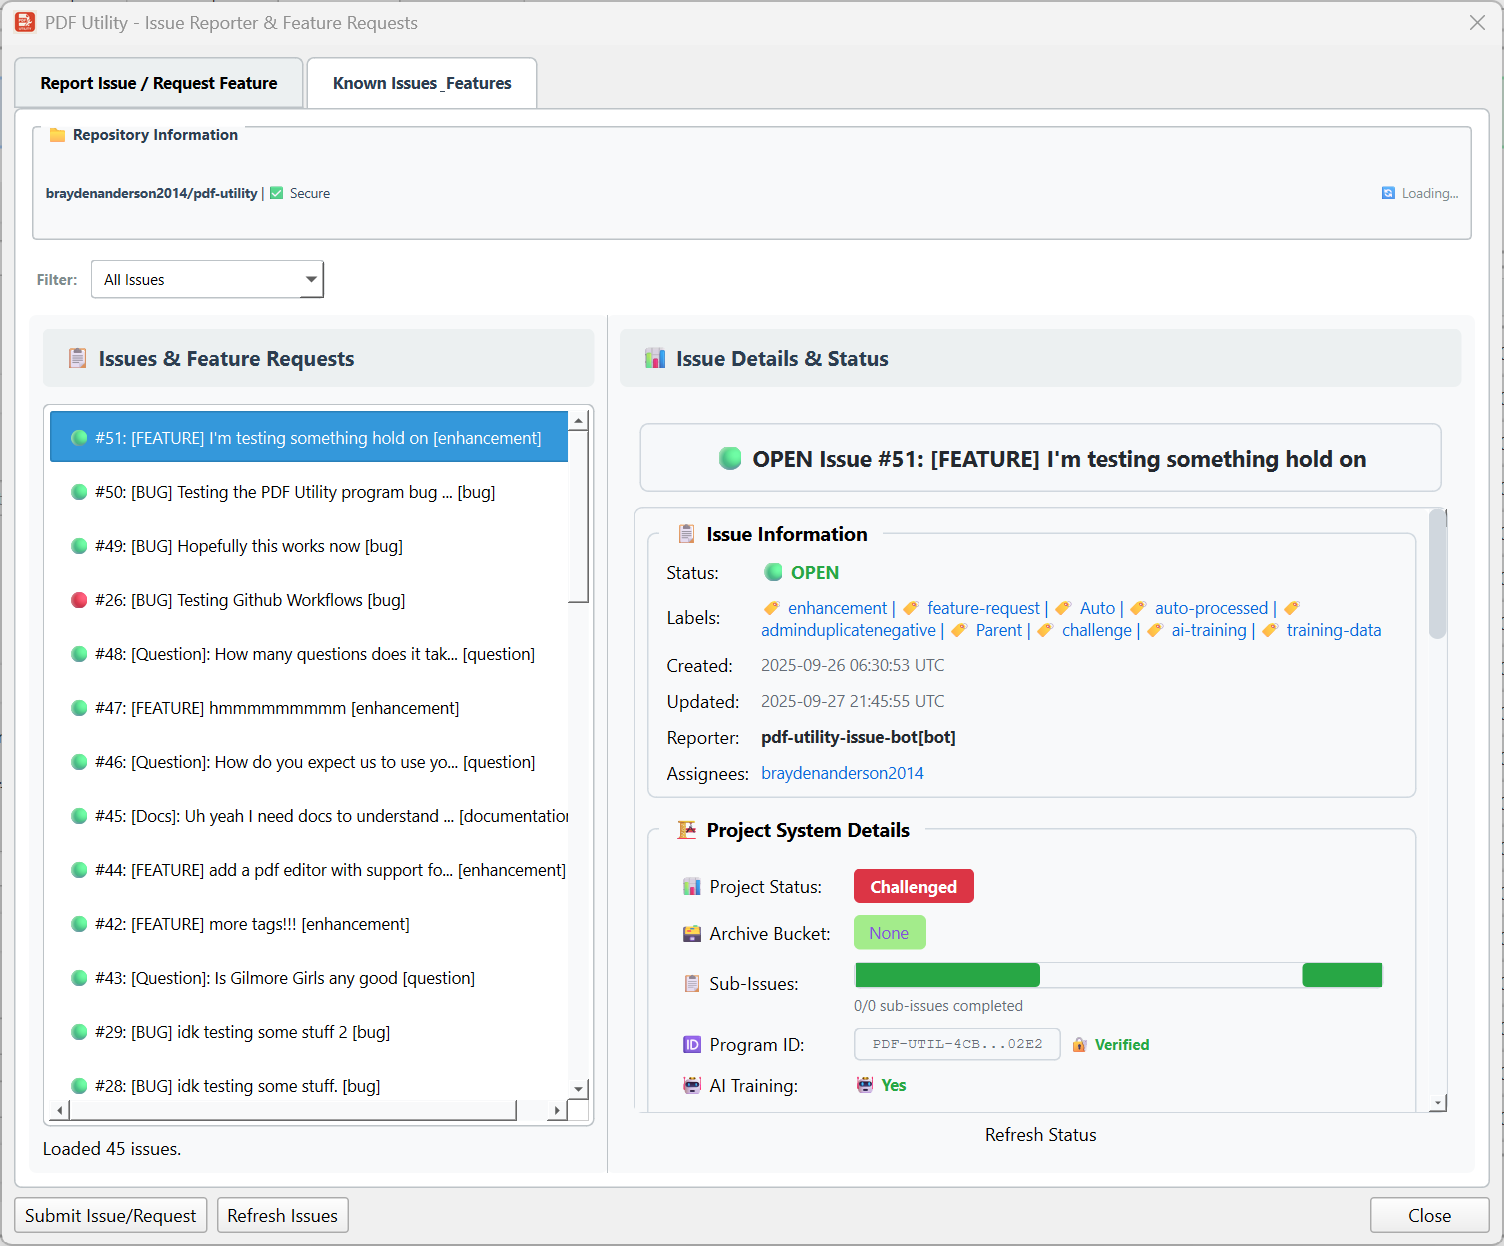 PDF Utility - Issue Reporter & Feature Requests
Report Issue / Request Feature
Known Issues_Features
Repository Information
braydenanderson2014/pdf-utility | Secure
Loading...
Filter:
All Issues
Issues & Feature Requests
#51: [FEATURE] I'm testing something hold on [enhancement]
#50: [BUG] Testing the PDF Utility program bug ... [bug]
#49: [BUG] Hopefully this works now [bug]
#26: [BUG] Testing Github Workflows [bug]
#48: [Question]: How many questions does it tak... [question]
#47: [FEATURE] hmmmmmmmmm [enhancement]
#46: [Question]: How do you expect us to use yo... [question]
#45: [Docs]: Uh yeah I need docs to understand ... [documentation
#44: [FEATURE] add a pdf editor with support fo... [enhancement]
#42: [FEATURE] more tags!!! [enhancement]
#43: [Question]: Is Gilmore Girls any good [question]
#29: [BUG] idk testing some stuff 2 [bug]
#28: [BUG] idk testing some stuff. [bug]
Loaded 45 issues.
Issue Details & Status
OPEN Issue #51: [FEATURE] I'm testing something hold on
Issue Information
Status: OPEN
Labels: enhancement | feature-request | Auto | auto-processed |
adminduplicatenegative | Parent | challenge | ai-training | training-data
Created: 2025-09-26 06:30:53 UTC
Updated: 2025-09-27 21:45:55 UTC
Reporter: pdf-utility-issue-bot[bot]
Assignees: braydenanderson2014
Project System Details
Project Status: Challenged
Archive Bucket: None
Sub-Issues:
0/0 sub-issues completed
ID Program ID: PDF-UTIL-4CB...02E2 Verified
AI Training: Yes
Refresh Status
Submit Issue/Request
Refresh Issues
Close